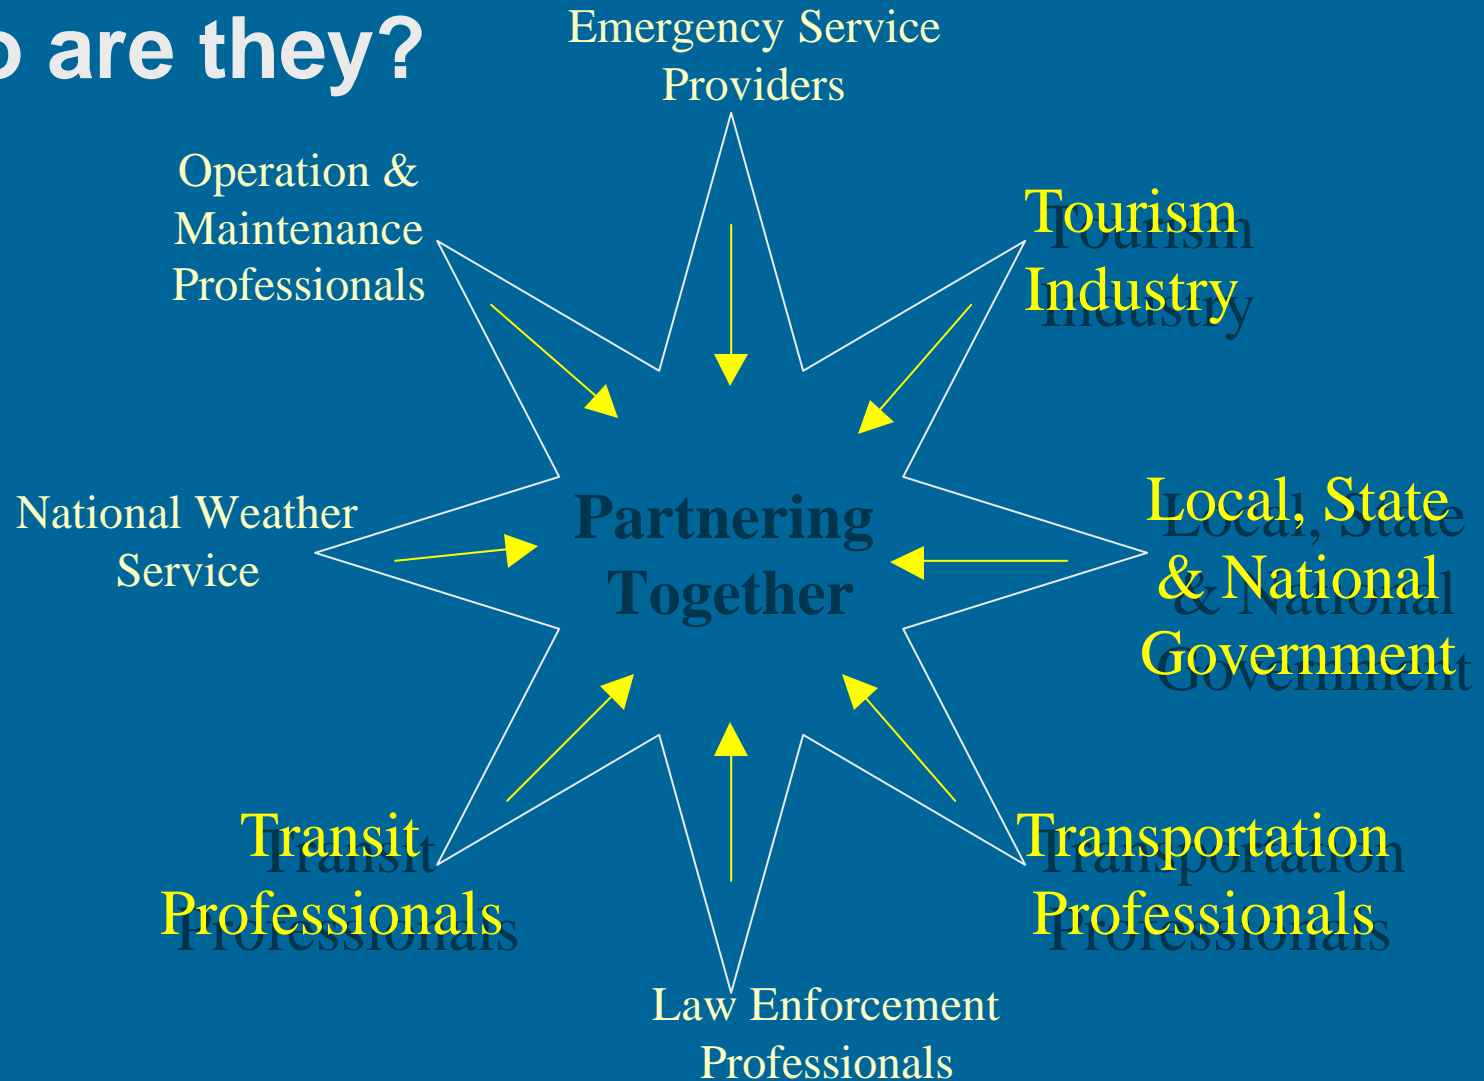 o are they?
Emergency Service
Providers
Operation &
Maintenance
Professionals
Tourism
Industry
National Weather
Service
Partnering
Together
Local, State
& National
Government
Transit
Professionals
Transportation
Professionals
Law Enforcement
Professionals